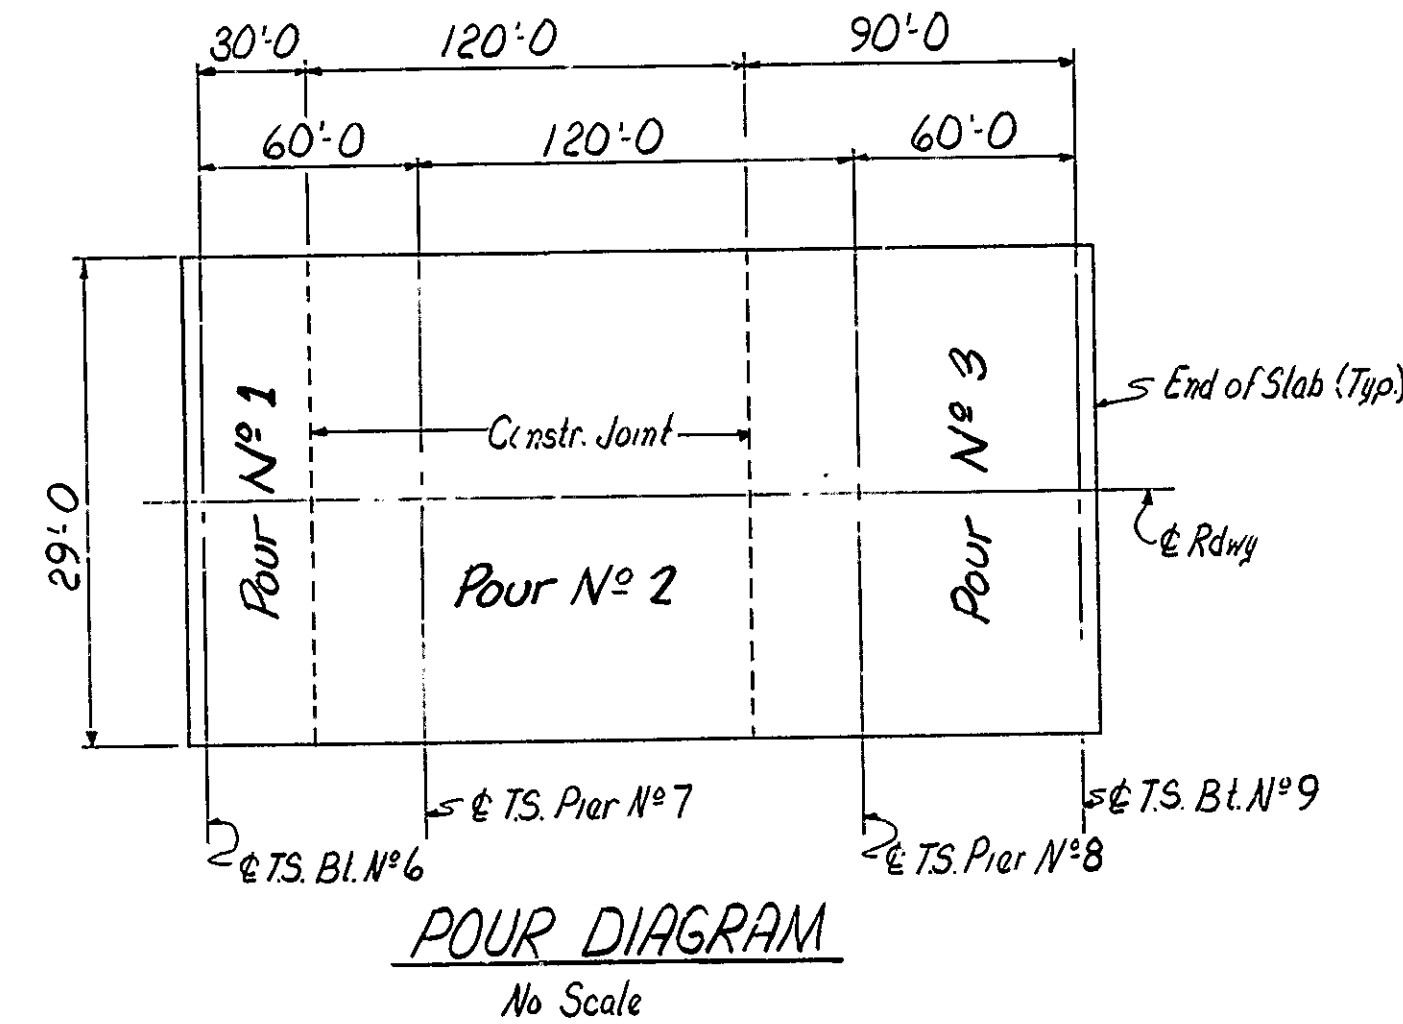 30'-0
120'-0
90'-0
60'-0
120'-0
60'-0
29'-0
Pour Nº 1
Constr. Joint
Pour Nº 2
Pour Nº 3
End of Slab (Typ.)
℄ Rdwy
℄ T.S. Pier Nº 7
℄ T.S. Bt. Nº 9
℄ T.S. Bt. Nº 6
℄ T.S. Pier Nº 8
POUR DIAGRAM
No Scale